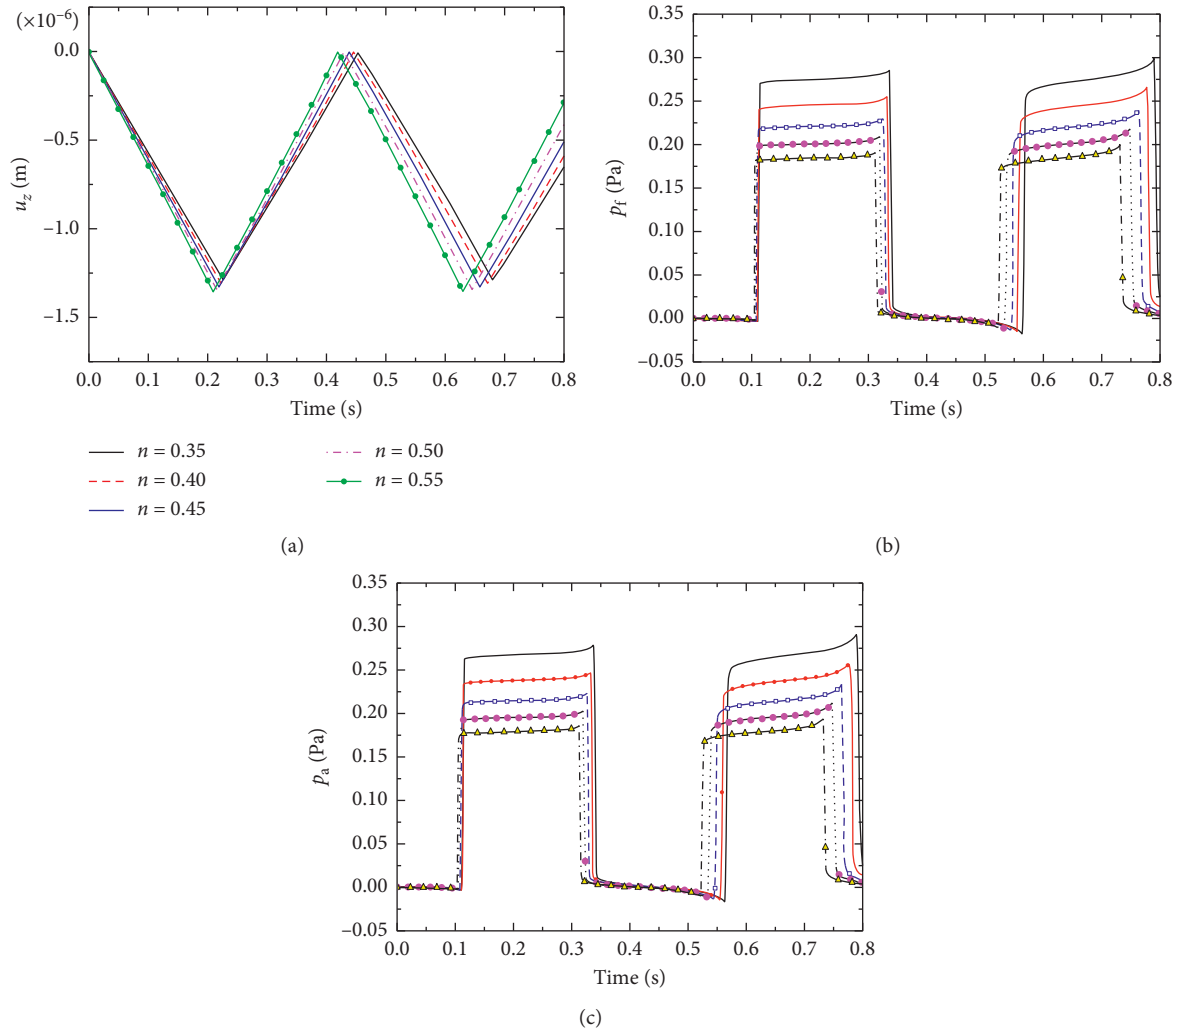 (×10⁻⁶)
0.0
−0.5
−1.0
−1.5
u_z (m)
0.0 0.1 0.2 0.3 0.4 0.5 0.6 0.7 0.8
Time (s)
n = 0.35
n = 0.40
n = 0.45
n = 0.50
n = 0.55
(a)
0.35
0.30
0.25
0.20
0.15
0.10
0.05
0.00
−0.05
p_f (Pa)
0.0 0.1 0.2 0.3 0.4 0.5 0.6 0.7 0.8
Time (s)
(b)
0.35
0.30
0.25
0.20
0.15
0.10
0.05
0.00
−0.05
p_a (Pa)
0.0 0.1 0.2 0.3 0.4 0.5 0.6 0.7 0.8
Time (s)
(c)